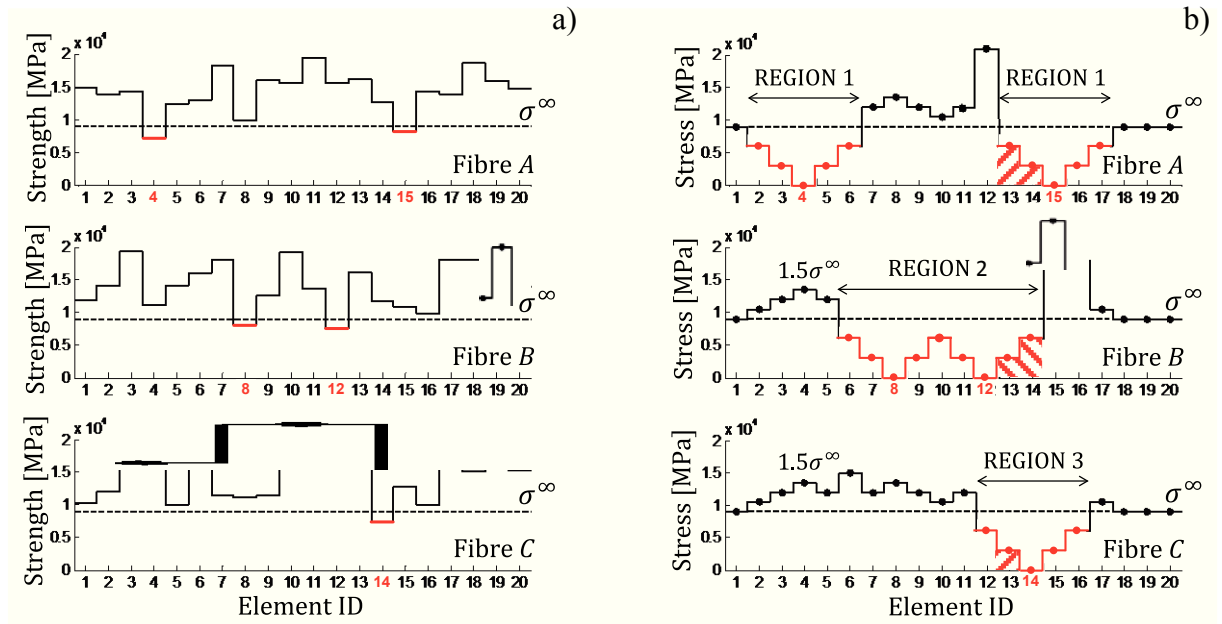 a)
x 10⁴
Strength [MPa]
2
1.5
1
0.5
0
σ∞
Fibre A
1 2 3 4 5 6 7 8 9 10 11 12 13 14 15 16 17 18 19 20
x 10⁴
Strength [MPa]
2
1.5
1
0.5
0
σ∞
Fibre B
1 2 3 4 5 6 7 8 9 10 11 12 13 14 15 16 17 18 19 20
x 10⁴
Strength [MPa]
2
1.5
1
0.5
0
σ∞
Fibre C
1 2 3 4 5 6 7 8 9 10 11 12 13 14 15 16 17 18 19 20
Element ID
b)
x 10⁴
Stress [MPa]
2
1.5
1
0.5
0
REGION 1
REGION 1
σ∞
Fibre A
1 2 3 4 5 6 7 8 9 10 11 12 13 14 15 16 17 18 19 20
x 10⁴
Stress [MPa]
2
1.5
1
0.5
0
1.5σ∞
REGION 2
σ∞
Fibre B
1 2 3 4 5 6 7 8 9 10 11 12 13 14 15 16 17 18 19 20
x 10⁴
Stress [MPa]
2
1.5
1
0.5
0
1.5σ∞
REGION 3
σ∞
Fibre C
1 2 3 4 5 6 7 8 9 10 11 12 13 14 15 16 17 18 19 20
Element ID